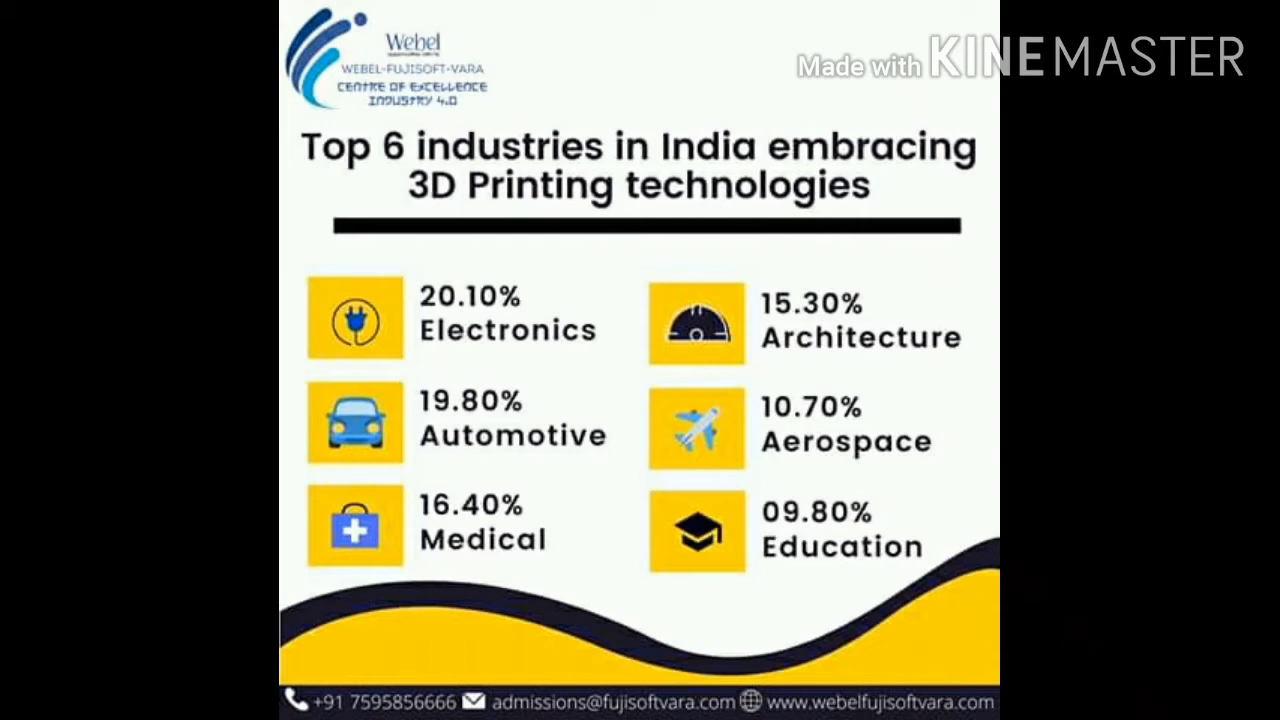 Webel
WEBEL-FUJISOFT-VARA
CENTRE OF EXCELLENCE
INDUSTRY 4.0
Made with KINEMASTER
Top 6 industries in India embracing
3D Printing technologies
20.10%
Electronics
19.80%
Automotive
16.40%
Medical
15.30%
Architecture
10.70%
Aerospace
09.80%
Education
+91 7595856666 admissions@fujisoftvara.com www.webelfujisoftvara.com